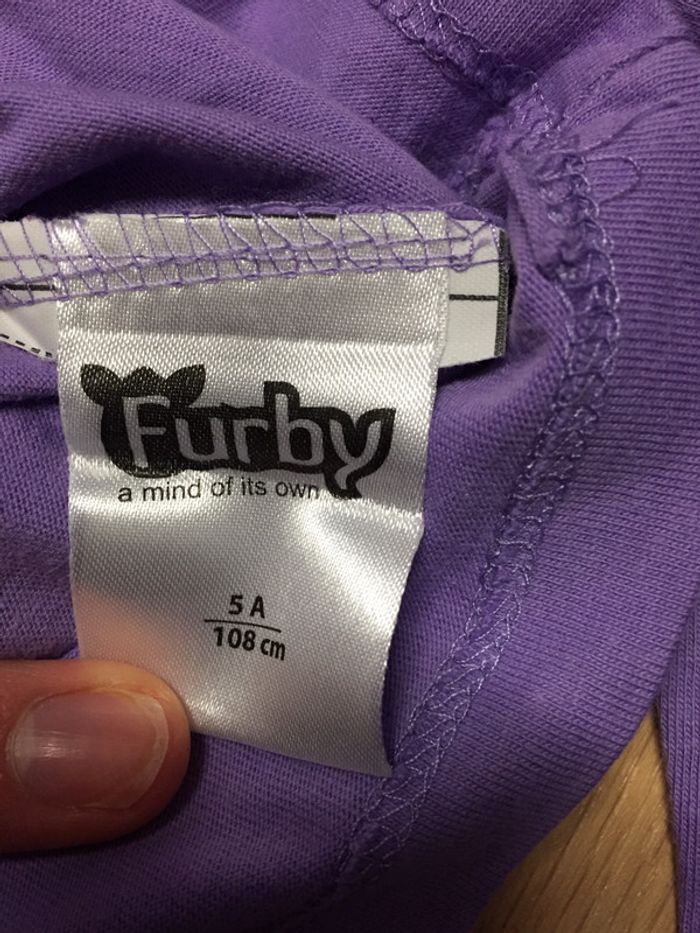 Furby
a mind of its own
5 A
108 cm